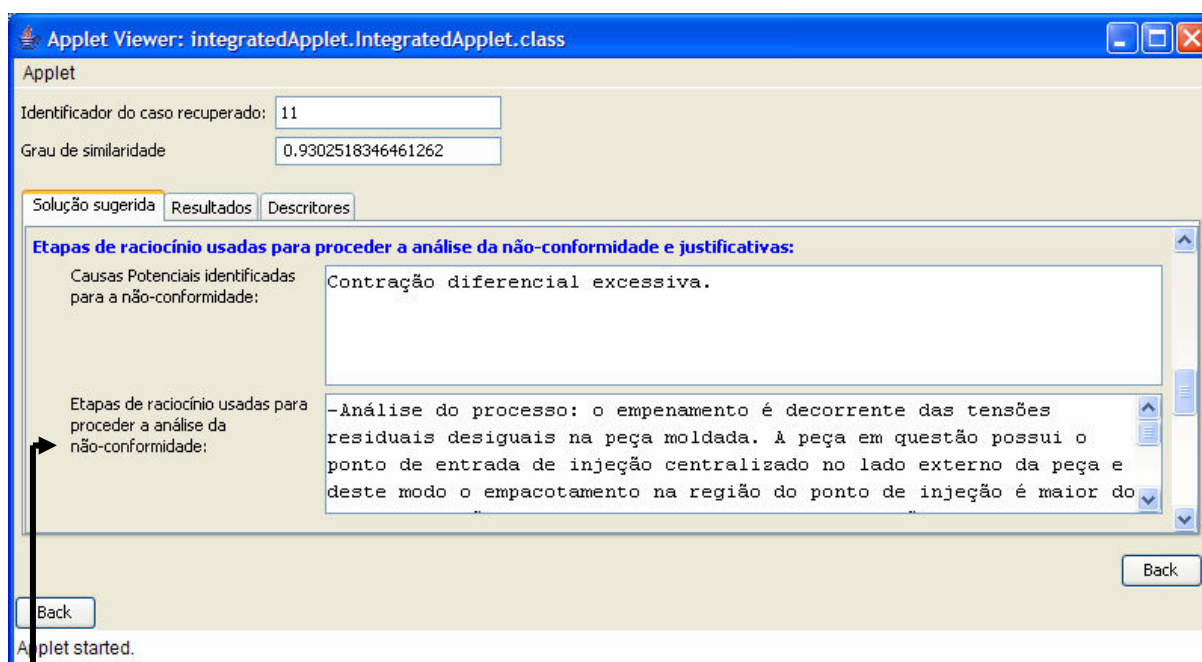 Applet Viewer: integratedApplet.IntegratedApplet.class
Applet
Identificador do caso recuperado: 11
Grau de similaridade 0.9302518346461262
Solução sugerida Resultados Descritores
Etapas de raciocínio usadas para proceder a análise da não-conformidade e justificativas:
Causas Potenciais identificadas
para a não-conformidade:
Contração diferencial excessiva.
Etapas de raciocínio usadas para
proceder a análise da
não-conformidade:
-Análise do processo: o empenamento é decorrente das tensões
residuais desiguais na peça moldada. A peça em questão possui o
ponto de entrada de injeção centralizado no lado externo da peça e
deste modo o empacotamento na região do ponto de injeção é maior do
Back
Back
Applet started.